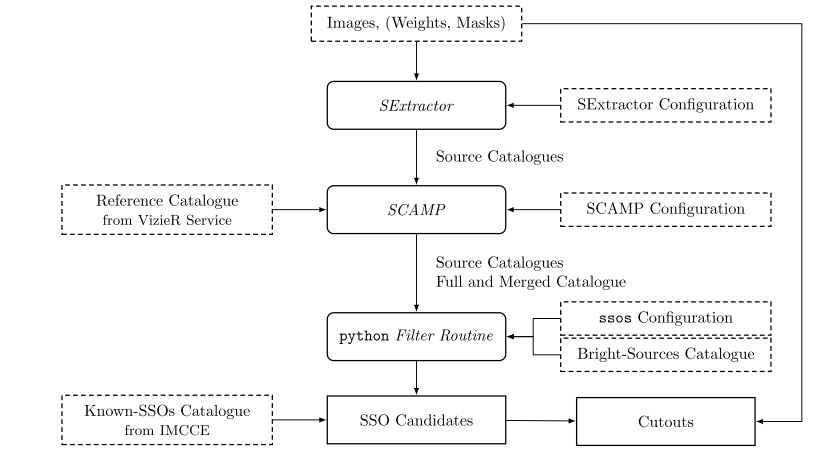 Images, (Weights, Masks)
SExtractor
SExtractor Configuration
Source Catalogues
Reference Catalogue
from VizieR Service
SCAMP
SCAMP Configuration
Source Catalogues
Full and Merged Catalogue
python Filter Routine
ssos Configuration
Bright-Sources Catalogue
Known-SSOs Catalogue
from IMCCE
SSO Candidates
Cutouts